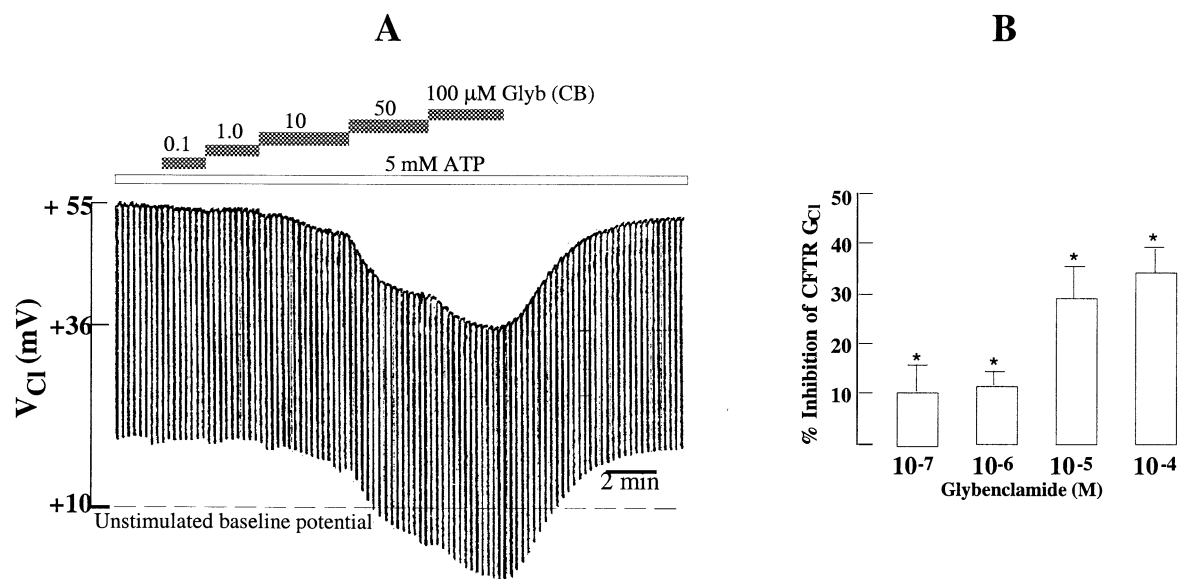 A
B
100 μM Glyb (CB)
50
10
1.0
0.1
5 mM ATP
+ 55
+36
+10
VCl (mV)
2 min
Unstimulated baseline potential
% Inhibition of CFTR GCl
50
40
30
20
10
10-7 10-6 10-5 10-4
Glybenclamide (M)
* * * *